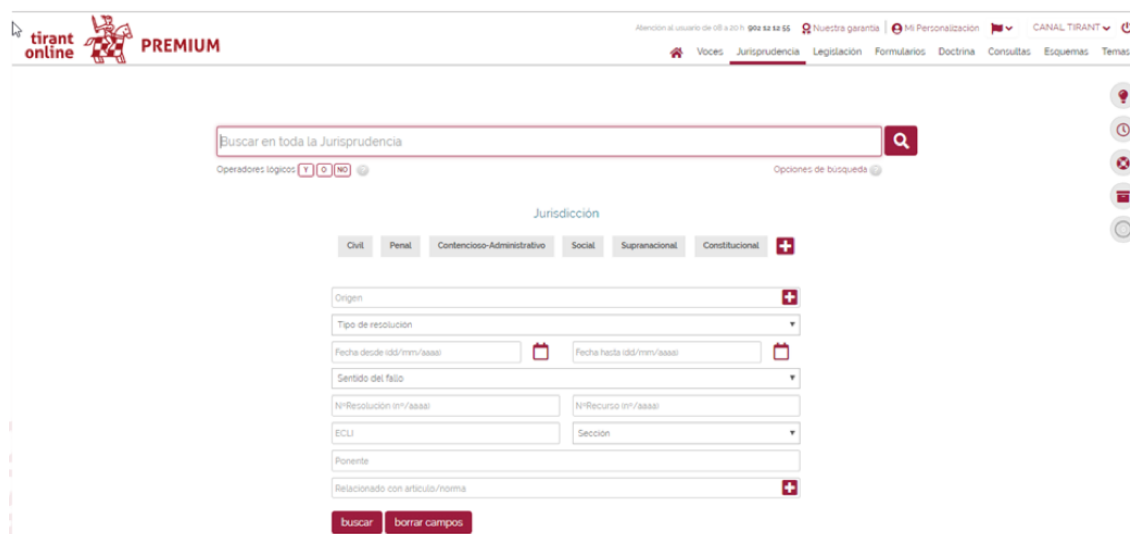 tirant
online
PREMIUM
Atención al usuario de 08 a 20 h. 902 12 12 55 Nuestra garantía Mi Personalización CANAL TIRANT
Voces Jurisprudencia Legislación Formularios Doctrina Consultas Esquemas Temas
Buscar en toda la Jurisprudencia
Operadores lógicos Y O NO ?
Opciones de búsqueda ?
Jurisdicción
Civil Penal Contencioso-Administrativo Social Supranacional Constitucional
Origen
Tipo de resolución
Fecha desde (dd/mm/aaaa) Fecha hasta (dd/mm/aaaa)
Sentido del fallo
NºResolución (nº/aaaa) NºRecurso (nº/aaaa)
ECLI Sección
Ponente
Relacionado con artículo/norma
buscar borrar campos